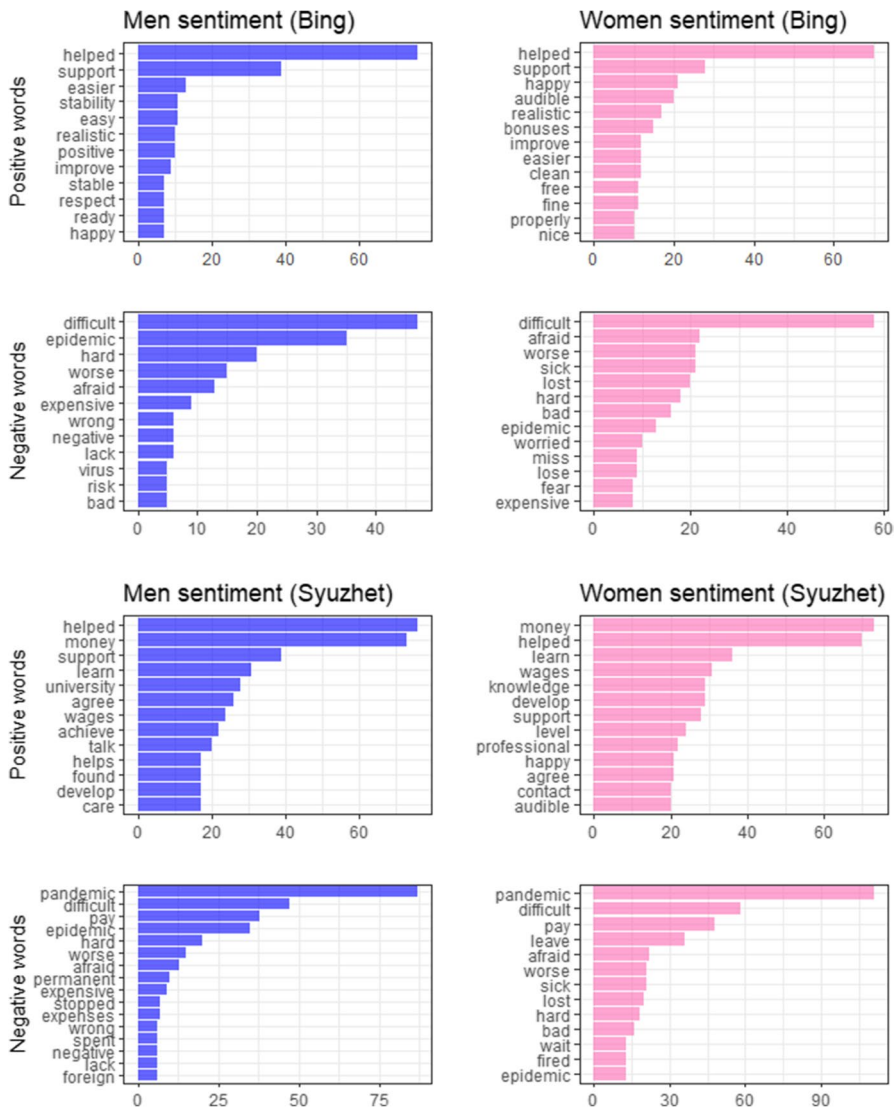 Men sentiment (Bing)
Positive words
helped
support
easier
stability
easy
realistic
positive
improve
stable
respect
ready
happy
0 20 40 60
Women sentiment (Bing)
helped
support
happy
audible
realistic
bonuses
improve
easier
clean
free
fine
properly
nice
0 20 40 60
Negative words
difficult
epidemic
hard
worse
afraid
expensive
wrong
negative
lack
virus
risk
bad
0 10 20 30 40
difficult
afraid
worse
sick
lost
hard
bad
epidemic
worried
miss
lose
fear
expensive
0 20 40 60
Men sentiment (Syuzhet)
Positive words
helped
money
support
learn
university
agree
wages
achieve
talk
helps
found
develop
care
0 20 40 60
Women sentiment (Syuzhet)
money
helped
learn
wages
knowledge
develop
support
level
professional
happy
agree
contact
audible
0 20 40 60
Negative words
pandemic
difficult
pay
epidemic
hard
worse
afraid
permanent
expensive
stopped
expenses
wrong
spent
negative
lack
foreign
0 25 50 75
pandemic
difficult
pay
leave
afraid
worse
sick
lost
hard
bad
wait
fired
epidemic
0 30 60 90